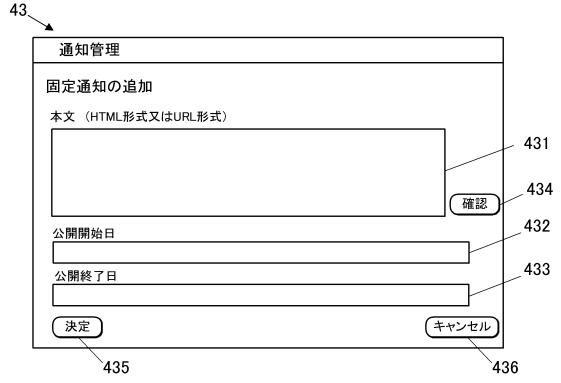 43
通知管理
固定通知の追加
本文 （HTML形式又はURL形式）
431
434
確認
432
公開開始日
433
公開終了日
決定
キャンセル
435
436